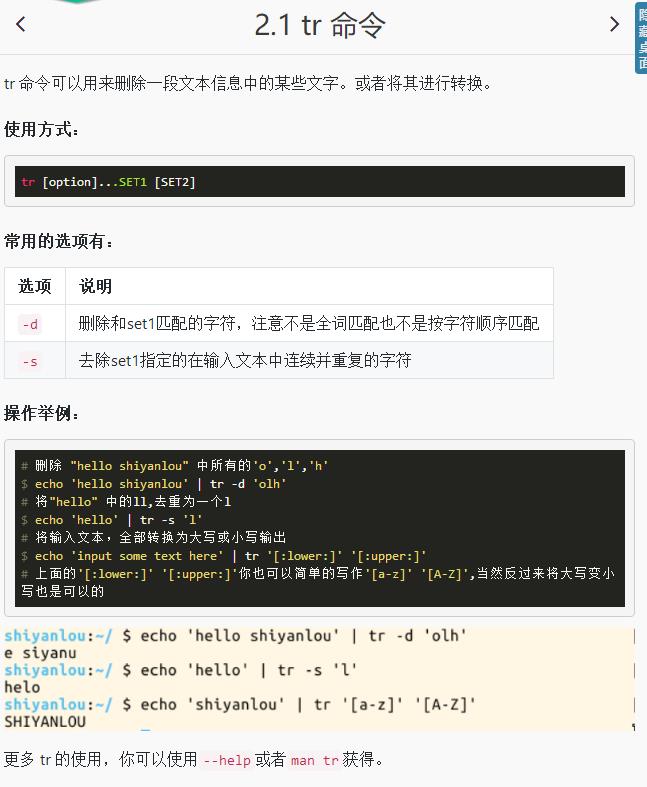 2.1 tr 命令
隐藏桌面
tr 命令可以用来删除一段文本信息中的某些文字。或者将其进行转换。
使用方式：
tr [option]...SET1 [SET2]
常用的选项有：
选项 说明
-d 删除和set1匹配的字符，注意不是全词匹配也不是按字符顺序匹配
-s 去除set1指定的在输入文本中连续并重复的字符
操作举例：
# 删除 "hello shiyanlou" 中所有的'o','l','h'
$ echo 'hello shiyanlou' | tr -d 'olh'
# 将"hello" 中的ll,去重为一个l
$ echo 'hello' | tr -s 'l'
# 将输入文本，全部转换为大写或小写输出
$ echo 'input some text here' | tr '[:lower:]' '[:upper:]'
# 上面的'[:lower:]' '[:upper:]'你也可以简单的写作'[a-z]' '[A-Z]',当然反过来将大写变小
写也是可以的
shiyanlou:~/ $ echo 'hello shiyanlou' | tr -d 'olh'
e siyanu
shiyanlou:~/ $ echo 'hello' | tr -s 'l'
helo
shiyanlou:~/ $ echo 'shiyanlou' | tr '[a-z]' '[A-Z]'
SHIYANLOU
更多 tr 的使用，你可以使用 --help 或者 man tr 获得。